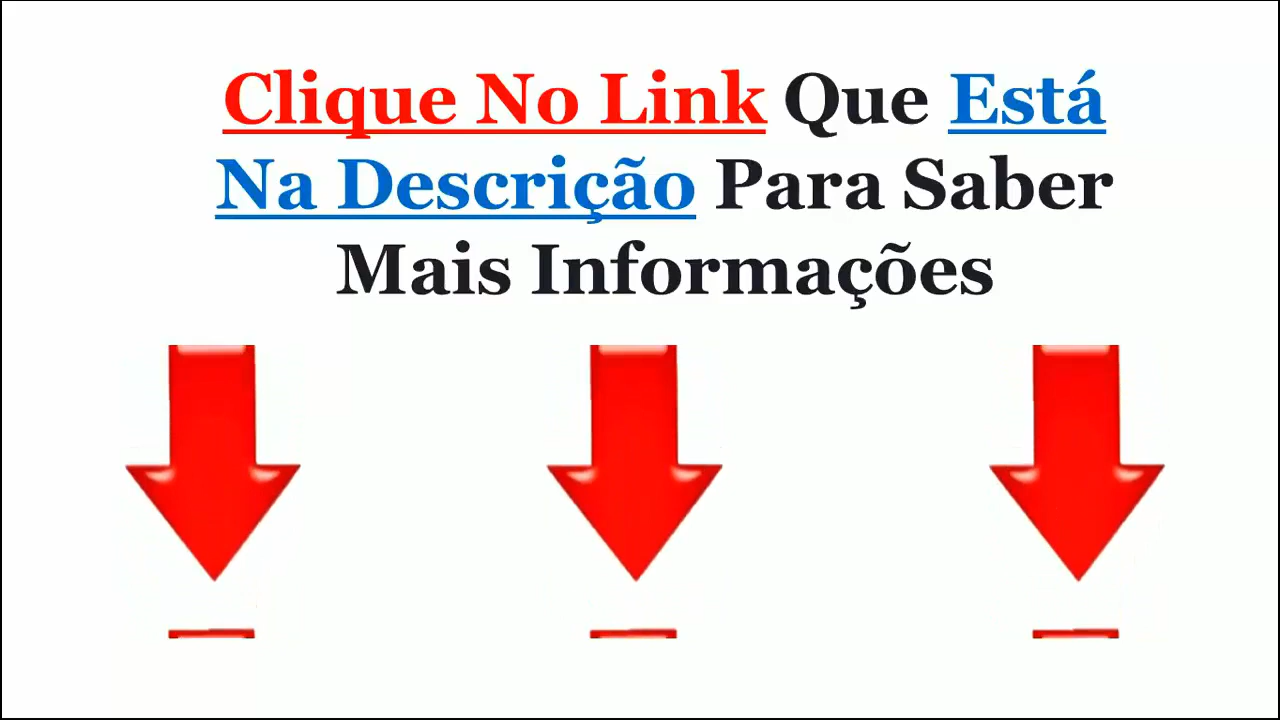 Clique No Link Que Está
Na Descrição Para Saber
Mais Informações